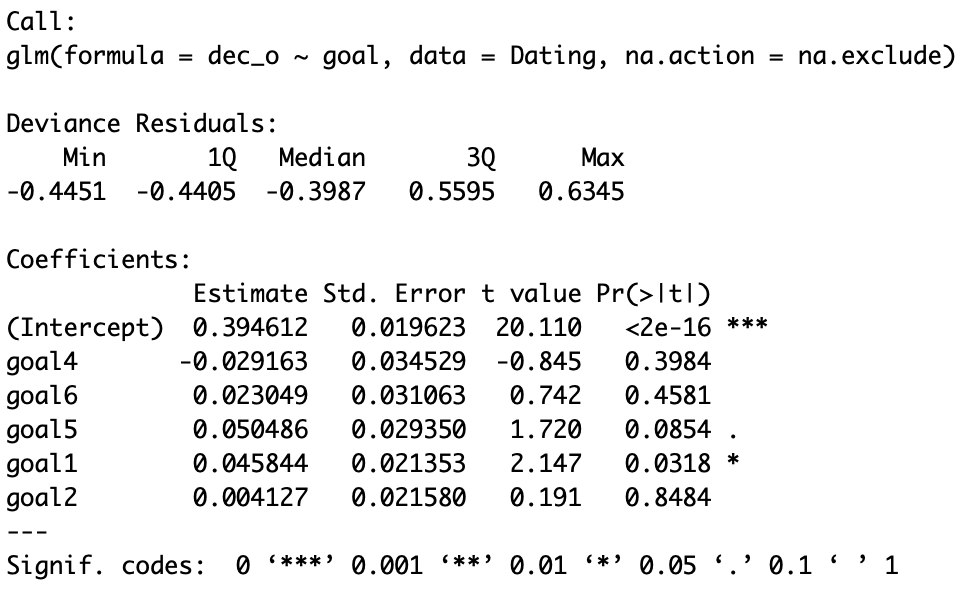 Call:
glm(formula = dec_o ~ goal, data = Dating, na.action = na.exclude)
Deviance Residuals:
Min 1Q Median 3Q Max
-0.4451 -0.4405 -0.3987 0.5595 0.6345
Coefficients:
Estimate Std. Error t value Pr(>|t|)
(Intercept) 0.394612 0.019623 20.110 <2e-16 ***
goal4 -0.029163 0.034529 -0.845 0.3984
goal6 0.023049 0.031063 0.742 0.4581
goal5 0.050486 0.029350 1.720 0.0854 .
goal1 0.045844 0.021353 2.147 0.0318 *
goal2 0.004127 0.021580 0.191 0.8484
---
Signif. codes: 0 ‘***’ 0.001 ‘**’ 0.01 ‘*’ 0.05 ‘.’ 0.1 ‘ ’ 1